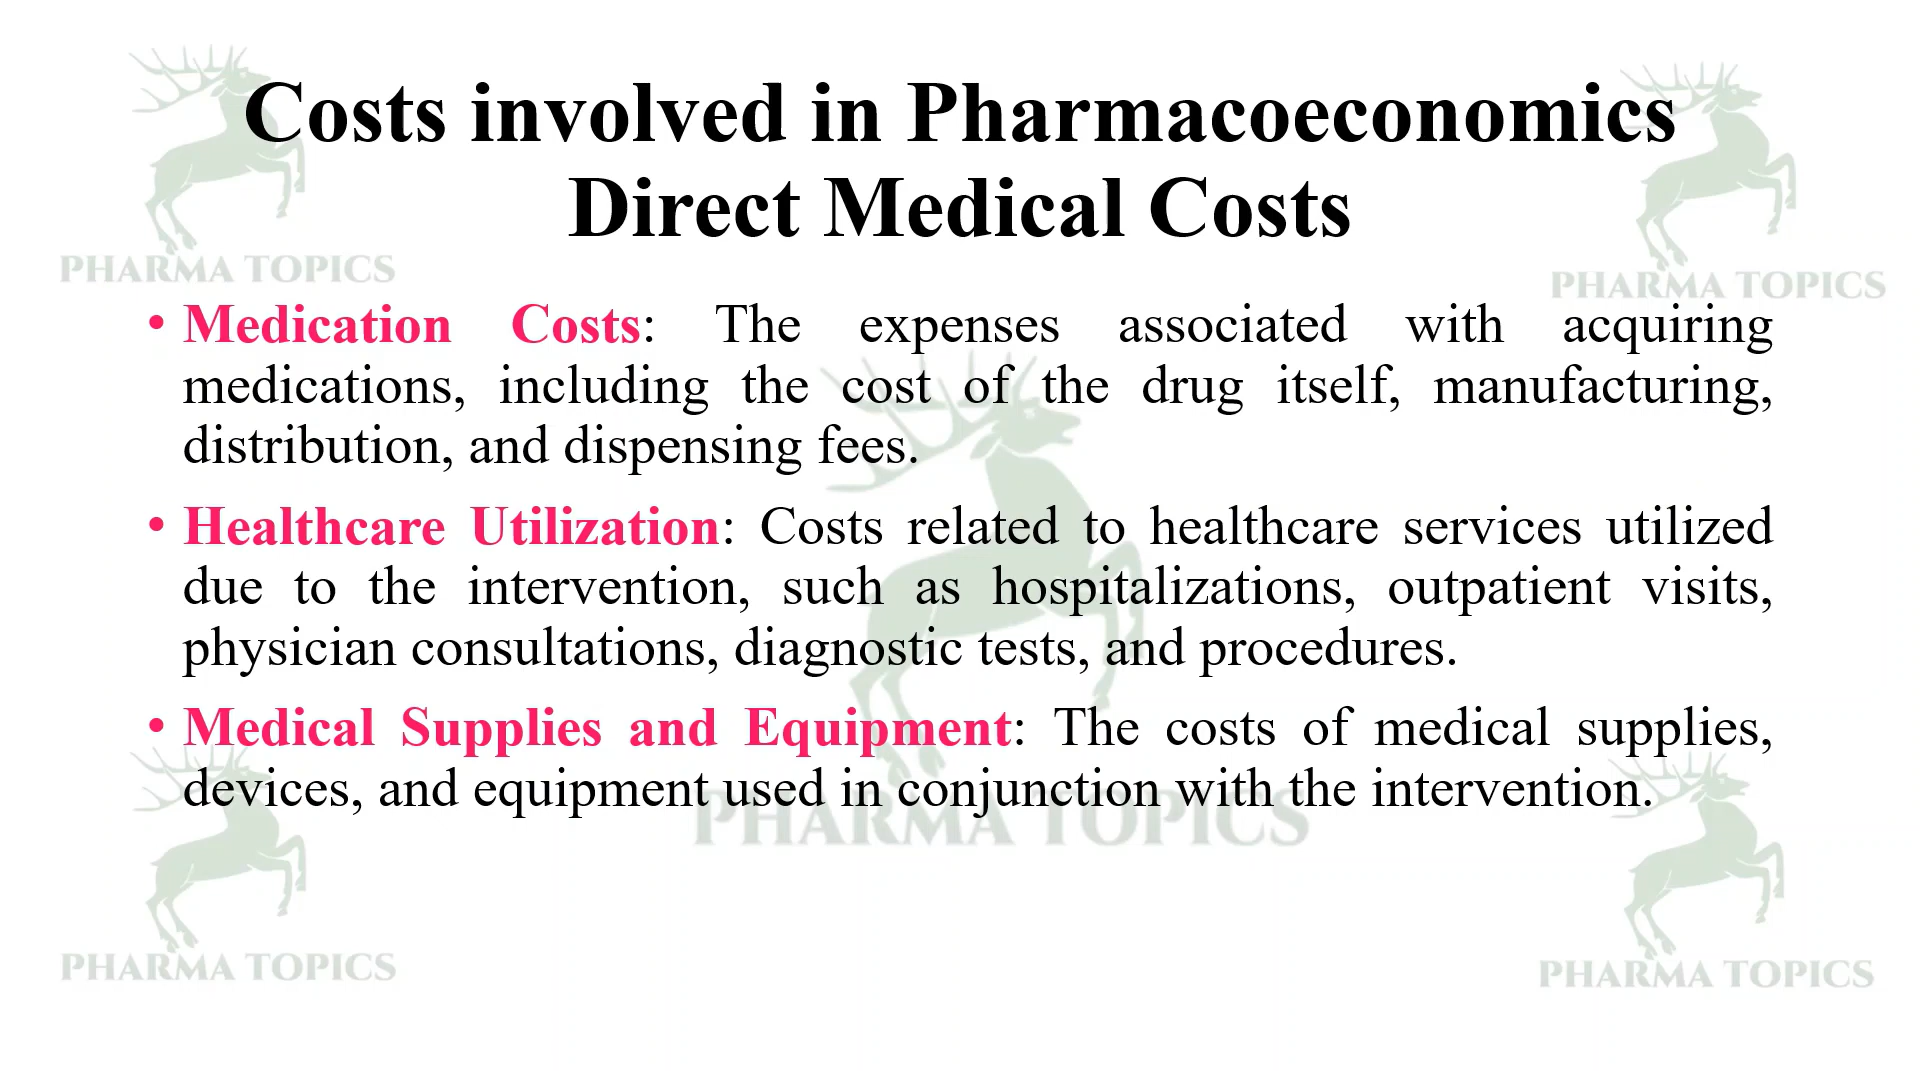 Costs involved in Pharmacoeconomics
Direct Medical Costs
PHARMA TOPICS
PHARMA TOPICS
• Medication Costs: The expenses associated with acquiring
medications, including the cost of the drug itself, manufacturing,
distribution, and dispensing fees.
• Healthcare Utilization: Costs related to healthcare services utilized
due to the intervention, such as hospitalizations, outpatient visits,
physician consultations, diagnostic tests, and procedures.
• Medical Supplies and Equipment: The costs of medical supplies,
devices, and equipment used in conjunction with the intervention.
PHARMA TOPICS
PHARMA TOPICS
PHARMA TOPICS